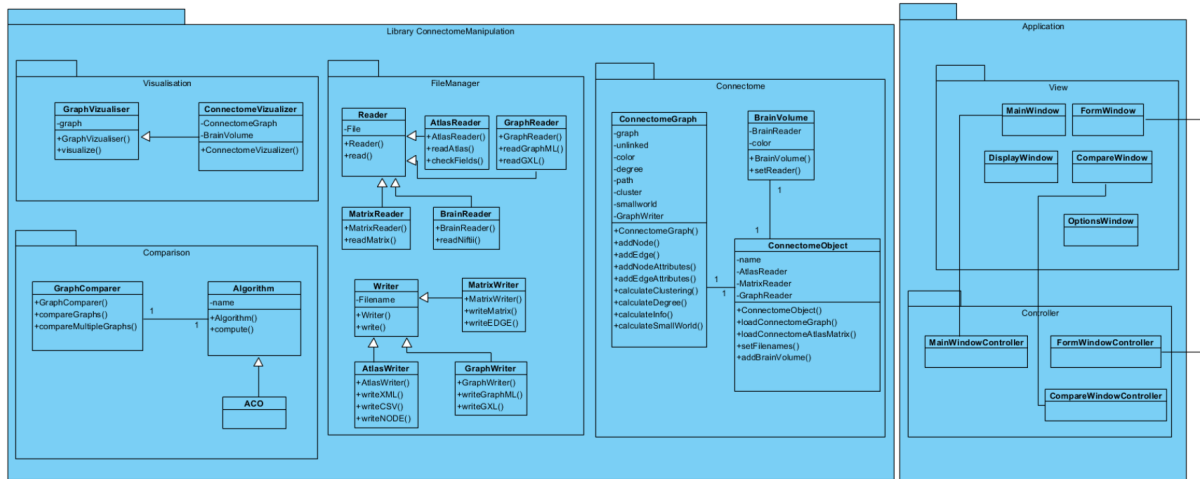 Library ConnectomeManipulation
Visualisation
GraphVizualiser
-graph
+GraphVizualiser()
+visualize()
ConnectomeVizualizer
-ConnectomeGraph
-BrainVolume
+ConnectomeVizualizer()
Comparison
GraphComparer
+GraphComparer()
+compareGraphs()
+compareMultipleGraphs()
1
1
Algorithm
-name
+Algorithm()
+compute()
ACO
FileManager
Reader
-File
+Reader()
+read()
AtlasReader
+AtlasReader()
+readAtlas()
+checkFields()
GraphReader
+GraphReader()
+readGraphML()
+readGXL()
MatrixReader
+MatrixReader()
+readMatrix()
BrainReader
+BrainReader()
+readNiftii()
Writer
-Filename
+Writer()
+write()
MatrixWriter
+MatrixWriter()
+writeMatrix()
+writeEDGE()
AtlasWriter
+AtlasWriter()
+writeXML()
+writeCSV()
+writeNODE()
GraphWriter
+GraphWriter()
+writeGraphML()
+writeGXL()
Connectome
ConnectomeGraph
-graph
-unlinked
-color
-degree
-path
-cluster
-smallworld
-GraphWriter
+ConnectomeGraph()
+addNode()
+addEdge()
+addNodeAttributes()
+addEdgeAttributes()
+calculateClustering()
+calculateDegree()
+calculateInfo()
+calculateSmallWorld()
BrainVolume
-BrainReader
-color
+BrainVolume()
+setReader()
1
1
1
1
ConnectomeObject
-name
-AtlasReader
-MatrixReader
-GraphReader
+ConnectomeObject()
+loadConnectomeGraph()
+loadConnectomeAtlasMatrix()
+setFilenames()
+addBrainVolume()
Application
View
MainWindow
FormWindow
DisplayWindow
CompareWindow
OptionsWindow
Controller
MainWindowController
FormWindowController
CompareWindowController